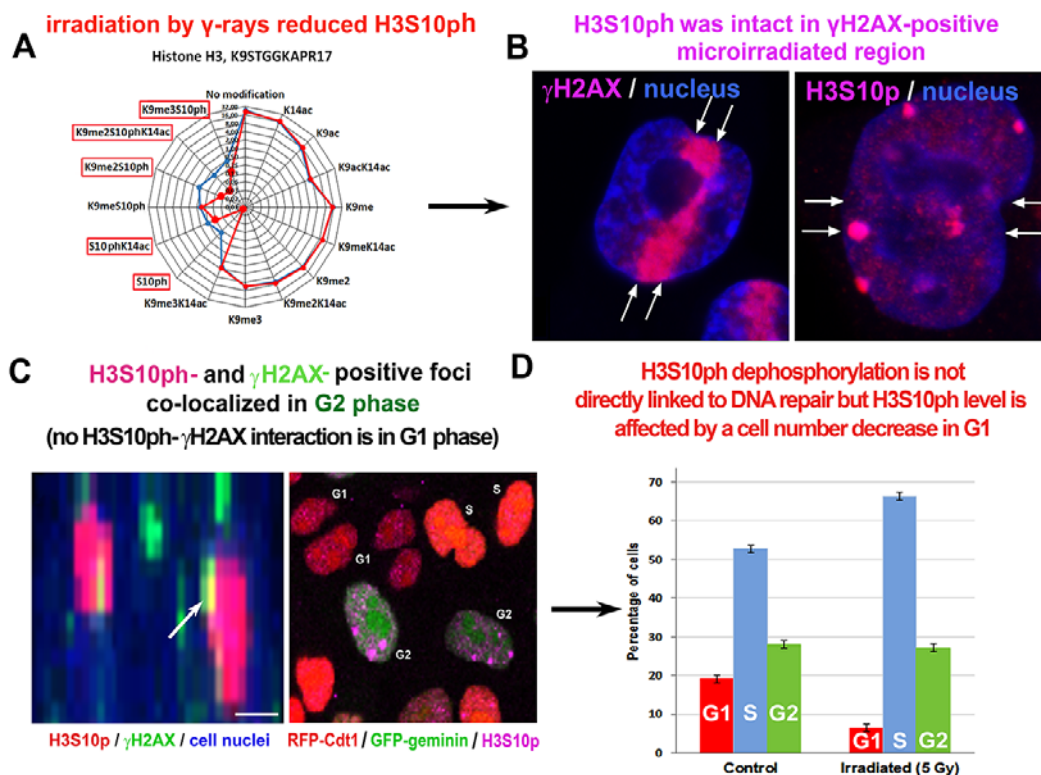 irradiation by γ-rays reduced H3S10ph
A
Histone H3, K9STGGKAPR17
No modification
K14ac
K9ac
K9acK14ac
K9me
K9meK14ac
K9me2
K9me2K14ac
K9me3
K9me3K14ac
S10ph
S10phK14ac
K9meS10ph
K9me2S10ph
K9me2S10phK14ac
K9me3S10ph
H3S10ph was intact in γH2AX-positive
microirradiated region
B
γH2AX / nucleus
H3S10p / nucleus
C
H3S10ph- and γH2AX- positive foci
co-localized in G2 phase
(no H3S10ph- γH2AX interaction is in G1 phase)
G1
S
S
G1
G2
G2
H3S10p / γH2AX / cell nuclei
RFP-Cdt1 / GFP-geminin / H3S10p
D
H3S10ph dephosphorylation is not
directly linked to DNA repair but H3S10ph level is
affected by a cell number decrease in G1
Percentage of cells
70
60
50
40
30
20
10
0
G1 S G2
G1 S G2
Control
Irradiated (5 Gy)